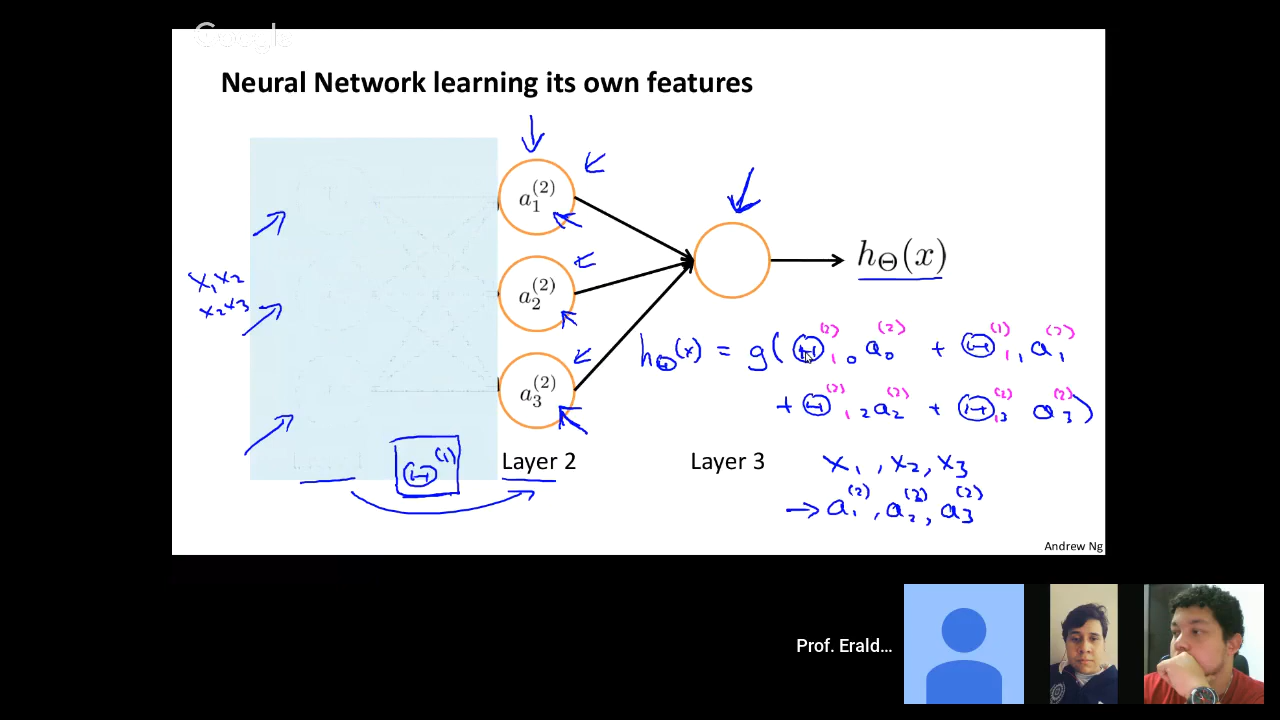 Google
Neural Network learning its own features
a₁⁽²⁾
a₂⁽²⁾
a₃⁽²⁾
x₁x₂
x₂x₃
h_Θ(x)
h_Θ(x) = g(Θ₁₀⁽²⁾ a₀⁽²⁾ + Θ₁₁⁽¹⁾ a₁⁽²⁾
+ Θ₁₂⁽²⁾ a₂⁽²⁾ + Θ₁₃⁽²⁾ a₃⁽²⁾)
Θ⁽¹⁾
Layer 2
Layer 3
x₁, x₂, x₃
→ a₁⁽²⁾, a₂⁽²⁾, a₃⁽²⁾
Andrew Ng
Prof. Erald...